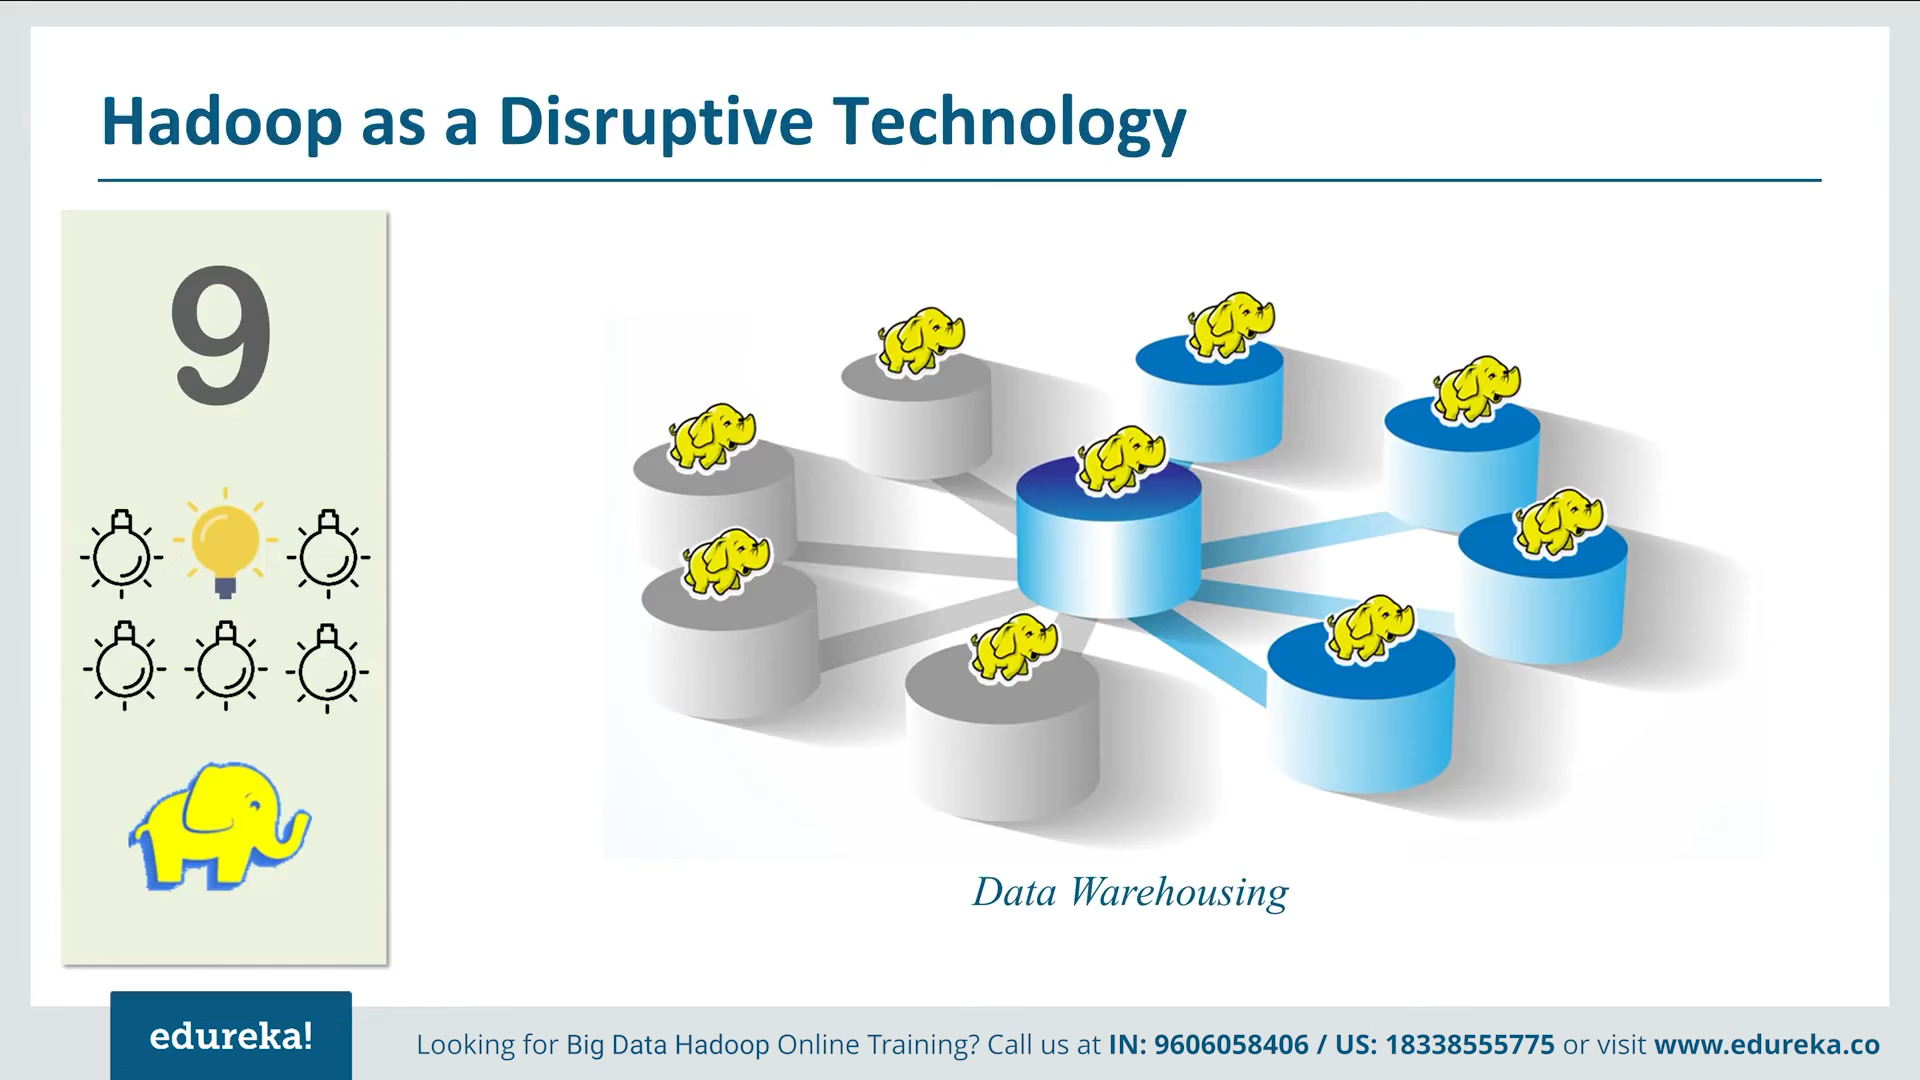 Hadoop as a Disruptive Technology
9
Data Warehousing
edureka!
Looking for Big Data Hadoop Online Training? Call us at IN: 9606058406 / US: 18338555775 or visit www.edureka.co